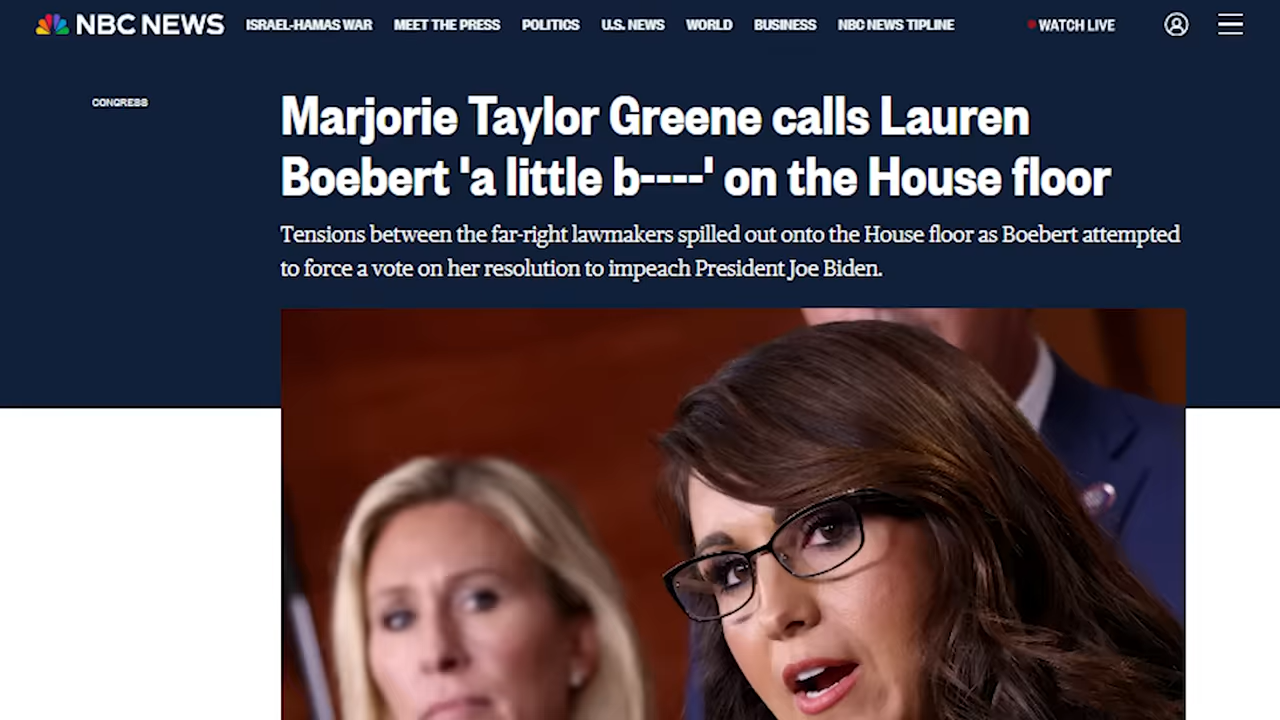 NBC NEWS ISRAEL-HAMAS WAR MEET THE PRESS POLITICS U.S. NEWS WORLD BUSINESS NBC NEWS TIPLINE WATCH LIVE
CONGRESS
Marjorie Taylor Greene calls Lauren
Boebert 'a little b----' on the House floor
Tensions between the far-right lawmakers spilled out onto the House floor as Boebert attempted
to force a vote on her resolution to impeach President Joe Biden.